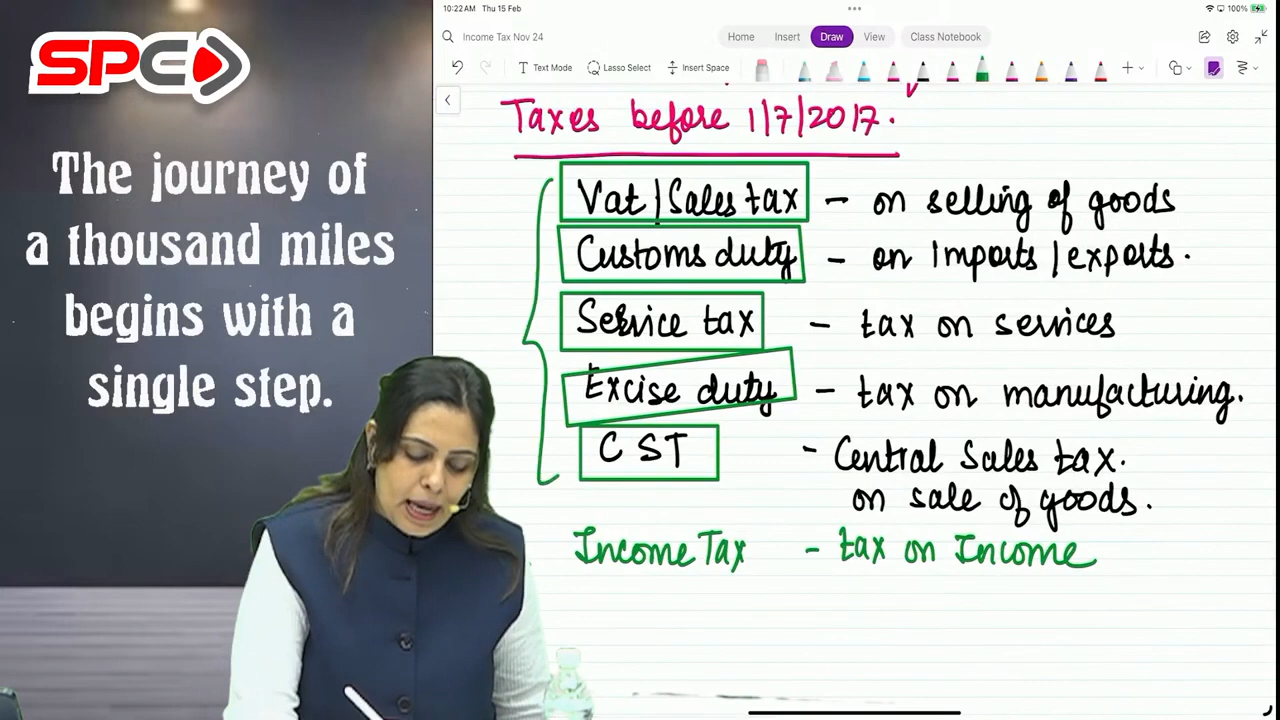 SPC
The journey of
a thousand miles
begins with a
single step.
10:22 AM Thu 15 Feb
100%
Income Tax Nov 24
Home Insert Draw View Class Notebook
Text Mode Lasso Select Insert Space
Taxes before 1/7/2017.
Vat | Sales tax - on selling of goods
Customs duty - on Imports / exports.
Service tax - tax on services
Excise duty - tax on manufacturing.
C ST - Central Sales tax.
on sale of goods.
Income Tax - tax on Income